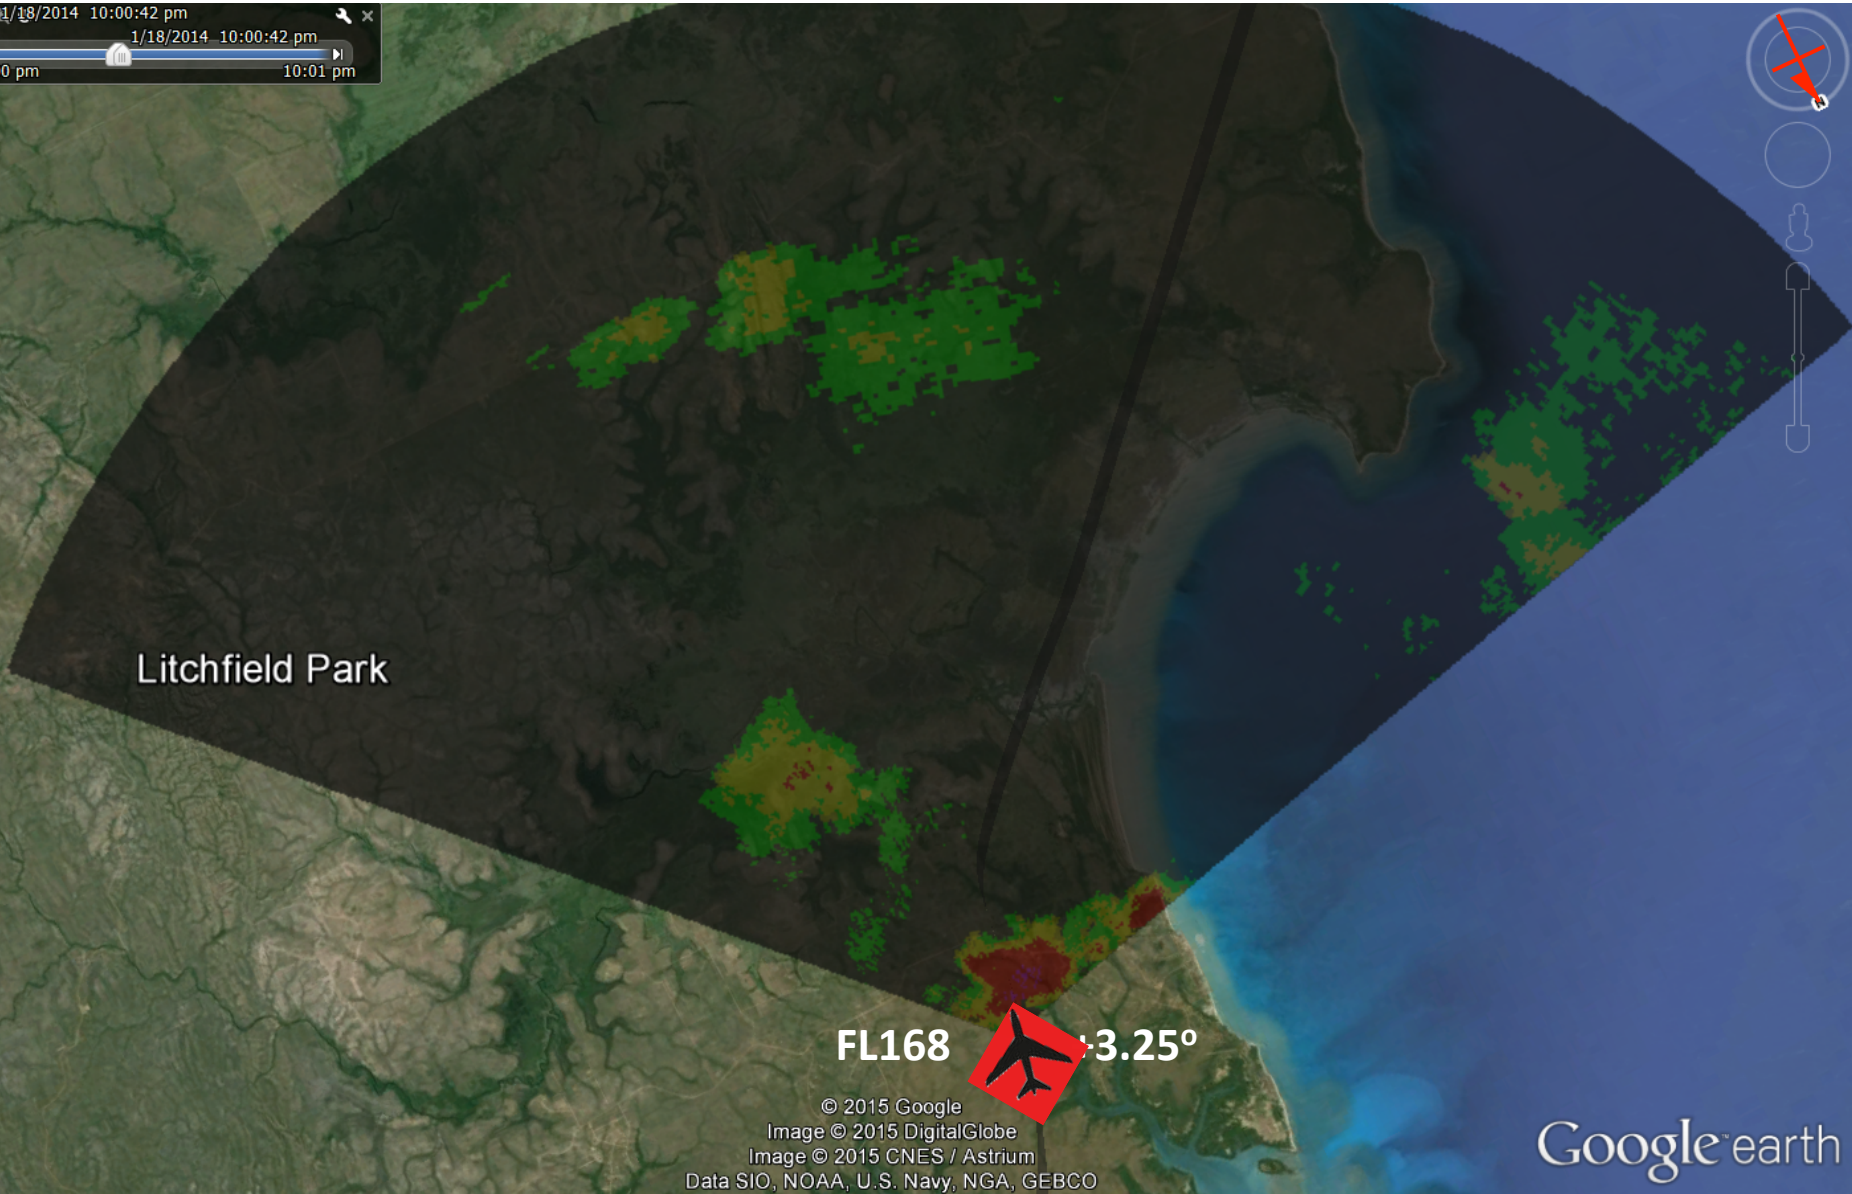 1/18/2014 10:00:42 pm
1/18/2014 10:00:42 pm
0 pm
10:01 pm
N
Litchfield Park
FL168
+3.25º
© 2015 Google
Image © 2015 DigitalGlobe
Image © 2015 CNES / Astrium
Data SIO, NOAA, U.S. Navy, NGA, GEBCO
Google earth